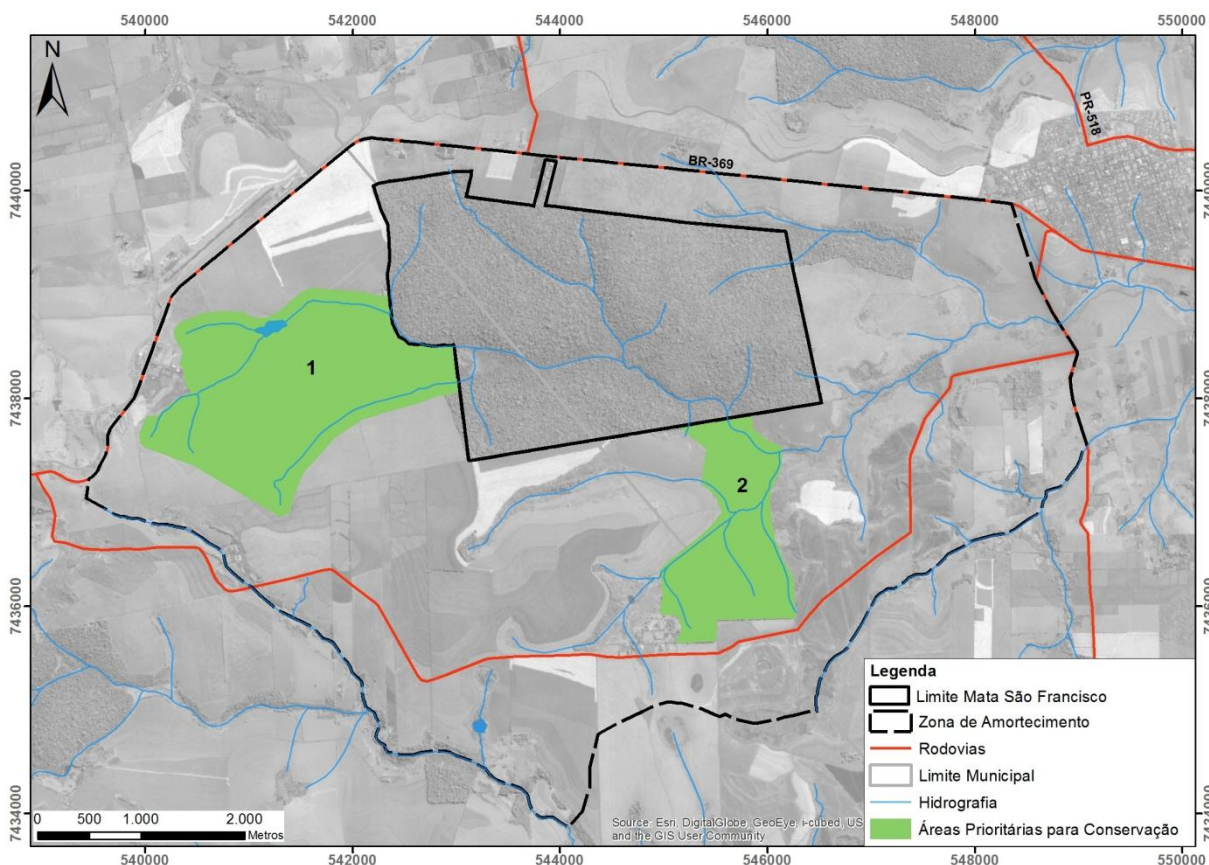 540000 542000 544000 546000 548000 550000
N
PR-518
BR-369
7440000 7440000
1
7438000 7438000
2
7436000 7436000
Legenda
Limite Mata São Francisco
Zona de Amortecimento
Rodovias
Limite Municipal
Hidrografia
Áreas Prioritárias para Conservação
7434000 7434000
0 500 1.000 2.000
Metros
Source: Esri, DigitalGlobe, GeoEye, i-cubed, US
and the GIS User Community
540000 542000 544000 546000 548000 550000